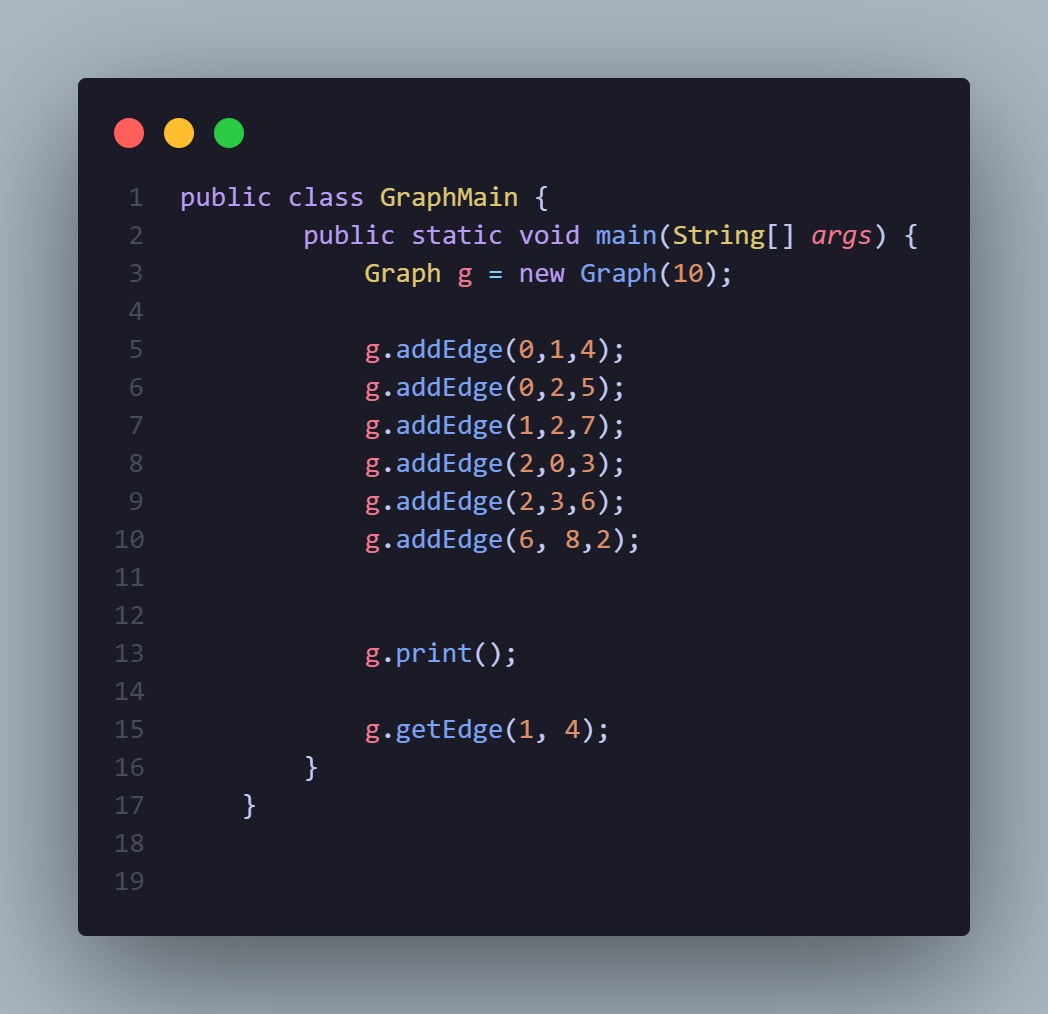 1 public class GraphMain {
2 public static void main(String[] args) {
3 Graph g = new Graph(10);
4
5 g.addEdge(0,1,4);
6 g.addEdge(0,2,5);
7 g.addEdge(1,2,7);
8 g.addEdge(2,0,3);
9 g.addEdge(2,3,6);
10 g.addEdge(6, 8,2);
11
12
13 g.print();
14
15 g.getEdge(1, 4);
16 }
17 }
18
19